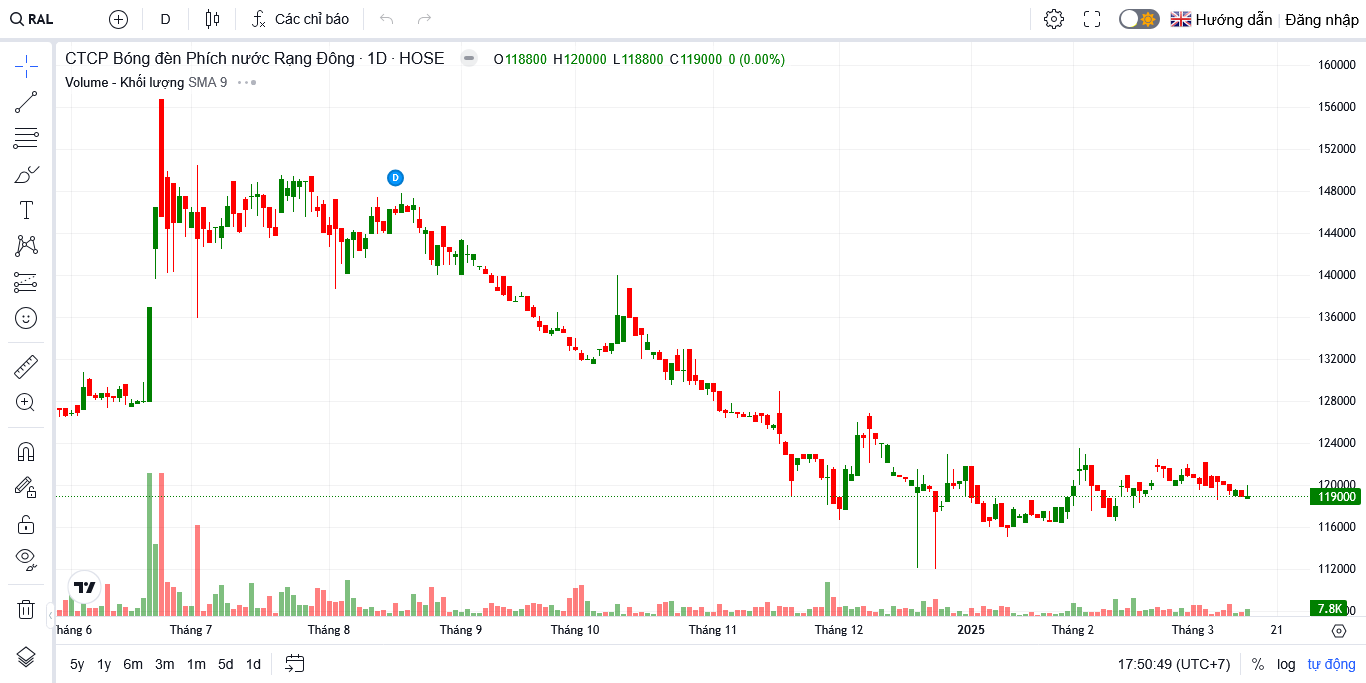 RAL D Các chỉ báo Hướng dẫn Đăng nhập
CTCP Bóng đèn Phích nước Rạng Đông · 1D · HOSE O118800 H120000 L118800 C119000 0 (0.00%)
Volume - Khối lượng SMA 9
D
160000
156000
152000
148000
144000
140000
136000
132000
128000
124000
120000
119000
116000
112000
7.8K
háng 6 Tháng 7 Tháng 8 Tháng 9 Tháng 10 Tháng 11 Tháng 12 2025 Tháng 2 Tháng 3 21
5y 1y 6m 3m 1m 5d 1d 17:50:49 (UTC+7) % log tự động